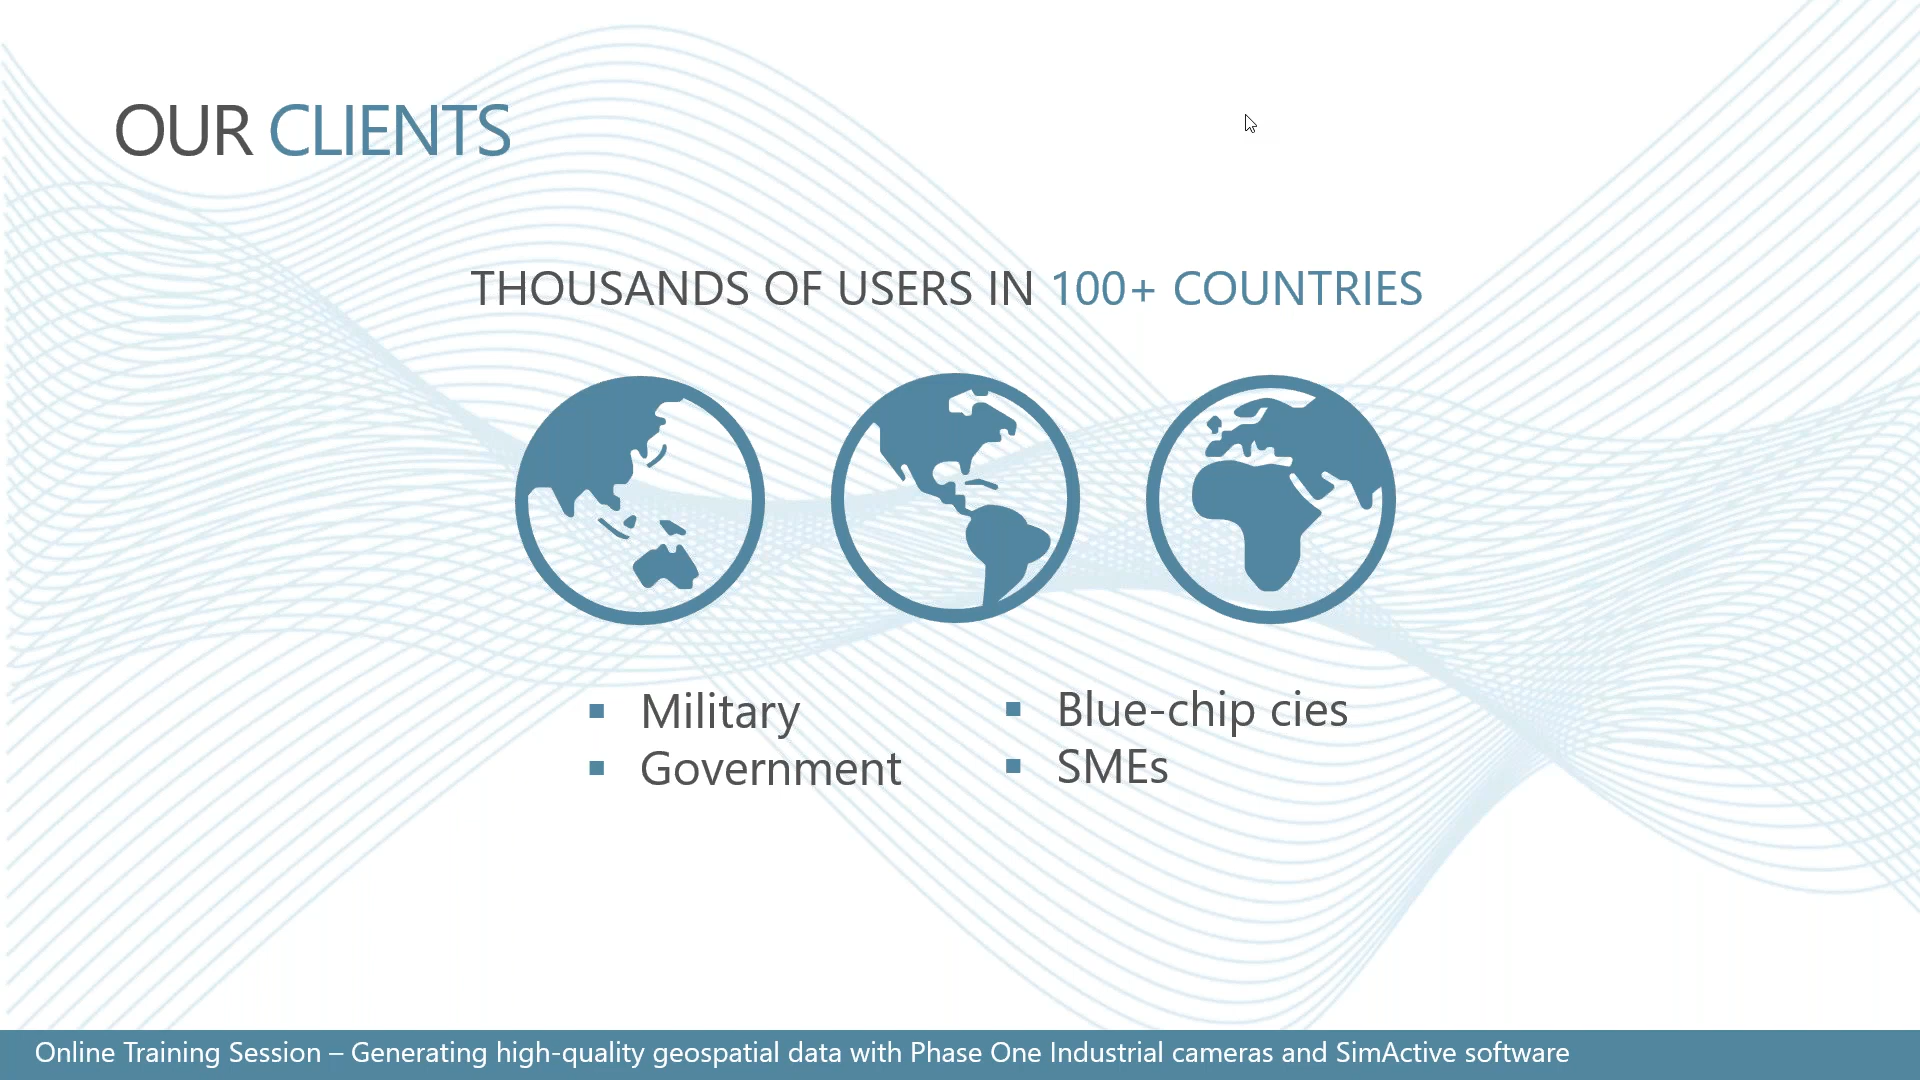 OUR CLIENTS
THOUSANDS OF USERS IN 100+ COUNTRIES
▪ Military
▪ Government
▪ Blue-chip cies
▪ SMEs
Online Training Session – Generating high-quality geospatial data with Phase One Industrial cameras and SimActive software